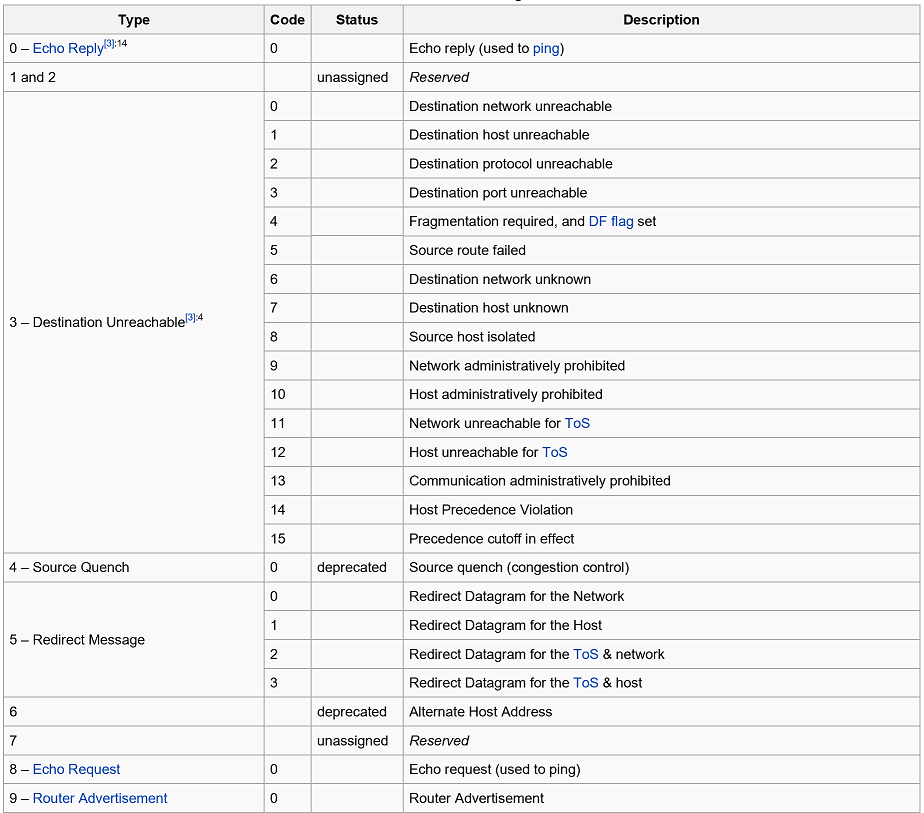 Type Code Status Description
0 – Echo Reply[3]:14 0 Echo reply (used to ping)
1 and 2 unassigned Reserved
3 – Destination Unreachable[3]:4
0 Destination network unreachable
1 Destination host unreachable
2 Destination protocol unreachable
3 Destination port unreachable
4 Fragmentation required, and DF flag set
5 Source route failed
6 Destination network unknown
7 Destination host unknown
8 Source host isolated
9 Network administratively prohibited
10 Host administratively prohibited
11 Network unreachable for ToS
12 Host unreachable for ToS
13 Communication administratively prohibited
14 Host Precedence Violation
15 Precedence cutoff in effect
4 – Source Quench 0 deprecated Source quench (congestion control)
5 – Redirect Message
0 Redirect Datagram for the Network
1 Redirect Datagram for the Host
2 Redirect Datagram for the ToS & network
3 Redirect Datagram for the ToS & host
6 deprecated Alternate Host Address
7 unassigned Reserved
8 – Echo Request 0 Echo request (used to ping)
9 – Router Advertisement 0 Router Advertisement